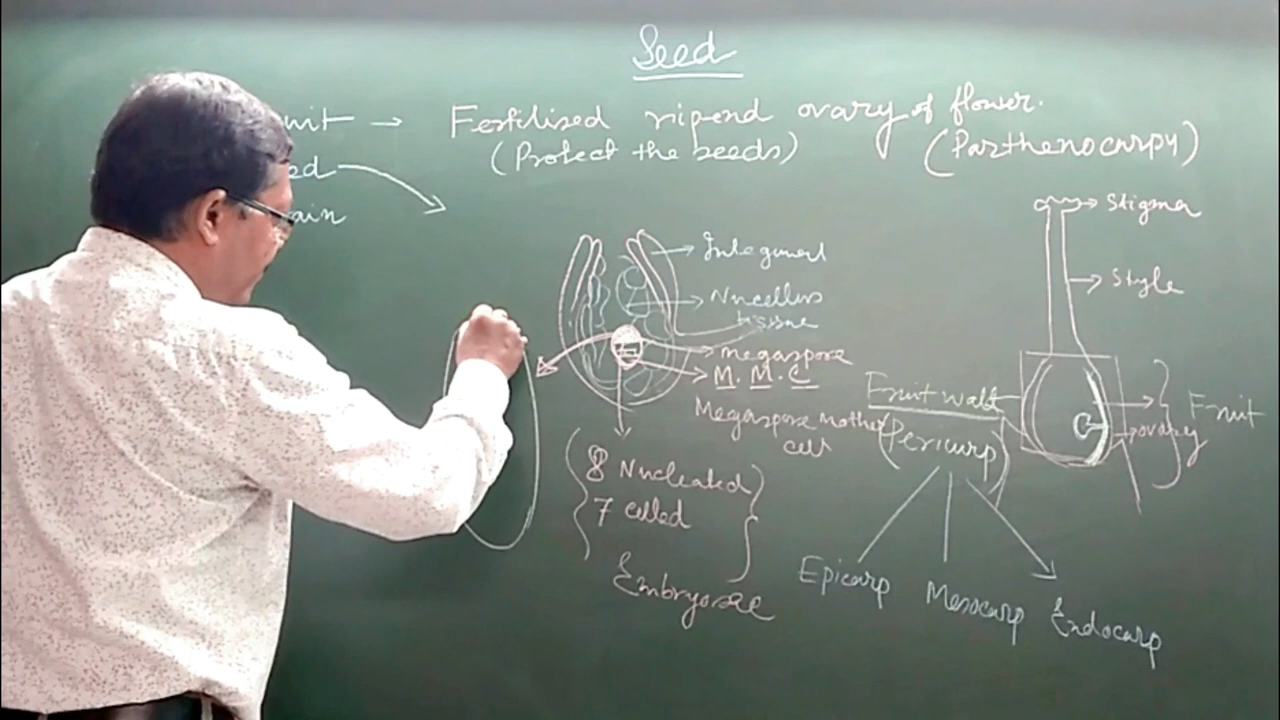 Seed
uit → Fertilised ripend ovary of flower.
(Protect the seeds) (Parthenocarpy)
ed
ain
Stigma
Style
Integument
Nucellus
tissue
Megaspore
M.M.C
Megaspore mother
cell
Fruit wall
(Pericarp)
Fruit
ovary
8 Nucleated
7 celled
Embryosac
Epicarp Mesocarp Endocarp